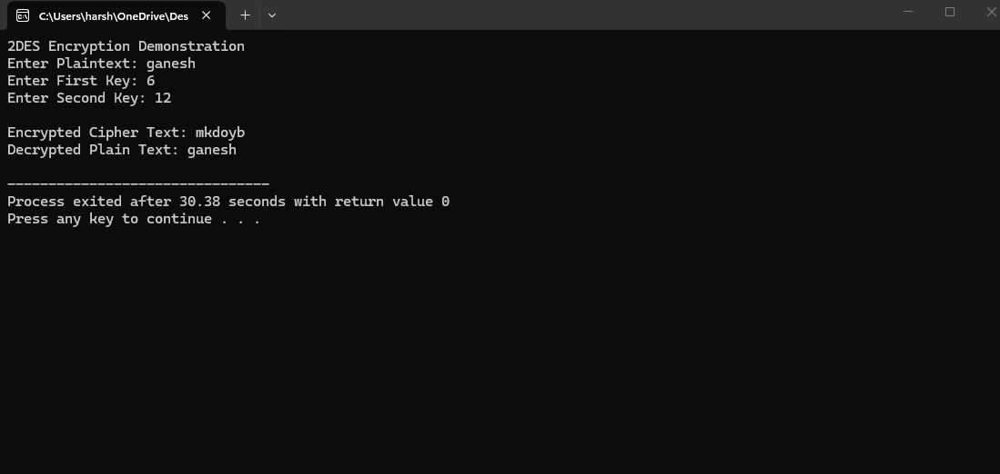 C:\Users\harsh\OneDrive\Des
2DES Encryption Demonstration
Enter Plaintext: ganesh
Enter First Key: 6
Enter Second Key: 12
Encrypted Cipher Text: mkdoyb
Decrypted Plain Text: ganesh
--------------------------------
Process exited after 30.38 seconds with return value 0
Press any key to continue . . .